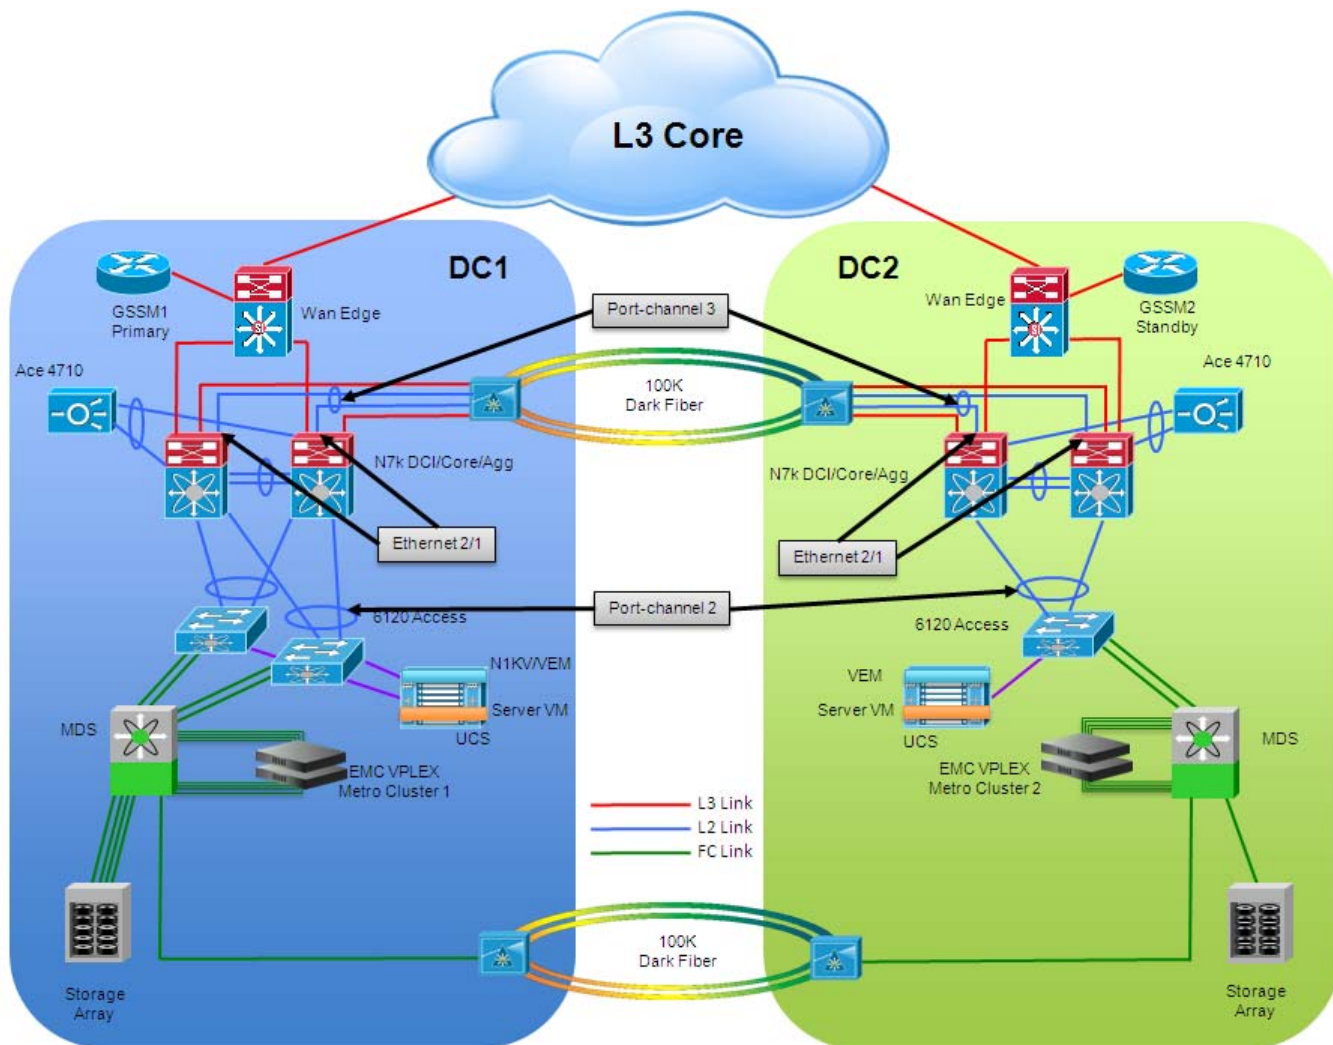 L3 Core
DC1
DC2
GSSM1
Primary
Wan Edge
Port-channel 3
Wan Edge
GSSM2
Standby
Ace 4710
100K
Dark Fiber
Ace 4710
N7k DCI/Core/Agg
N7k DCI/Core/Agg
Ethernet 2/1
Ethernet 2/1
Port-channel 2
6120 Access
6120 Access
N1KV/VEM
Server VM
UCS
VEM
Server VM
UCS
MDS
EMC VPLEX
Metro Cluster 1
EMC VPLEX
Metro Cluster 2
MDS
L3 Link
L2 Link
FC Link
100K
Dark Fiber
Storage
Array
Storage
Array